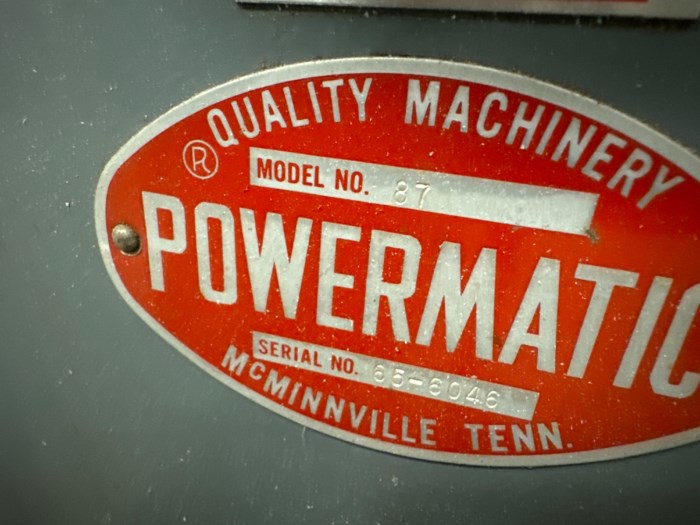 QUALITY MACHINERY
®
MODEL NO. 87
POWERMATIC
SERIAL NO. 65-6046
McMINNVILLE TENN.